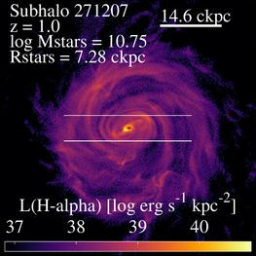 Subhalo 271207
14.6 ckpc
z = 1.0
log Mstars = 10.75
Rstars = 7.28 ckpc
L(H-alpha) [log erg s⁻¹ kpc⁻²]
37 38 39 40